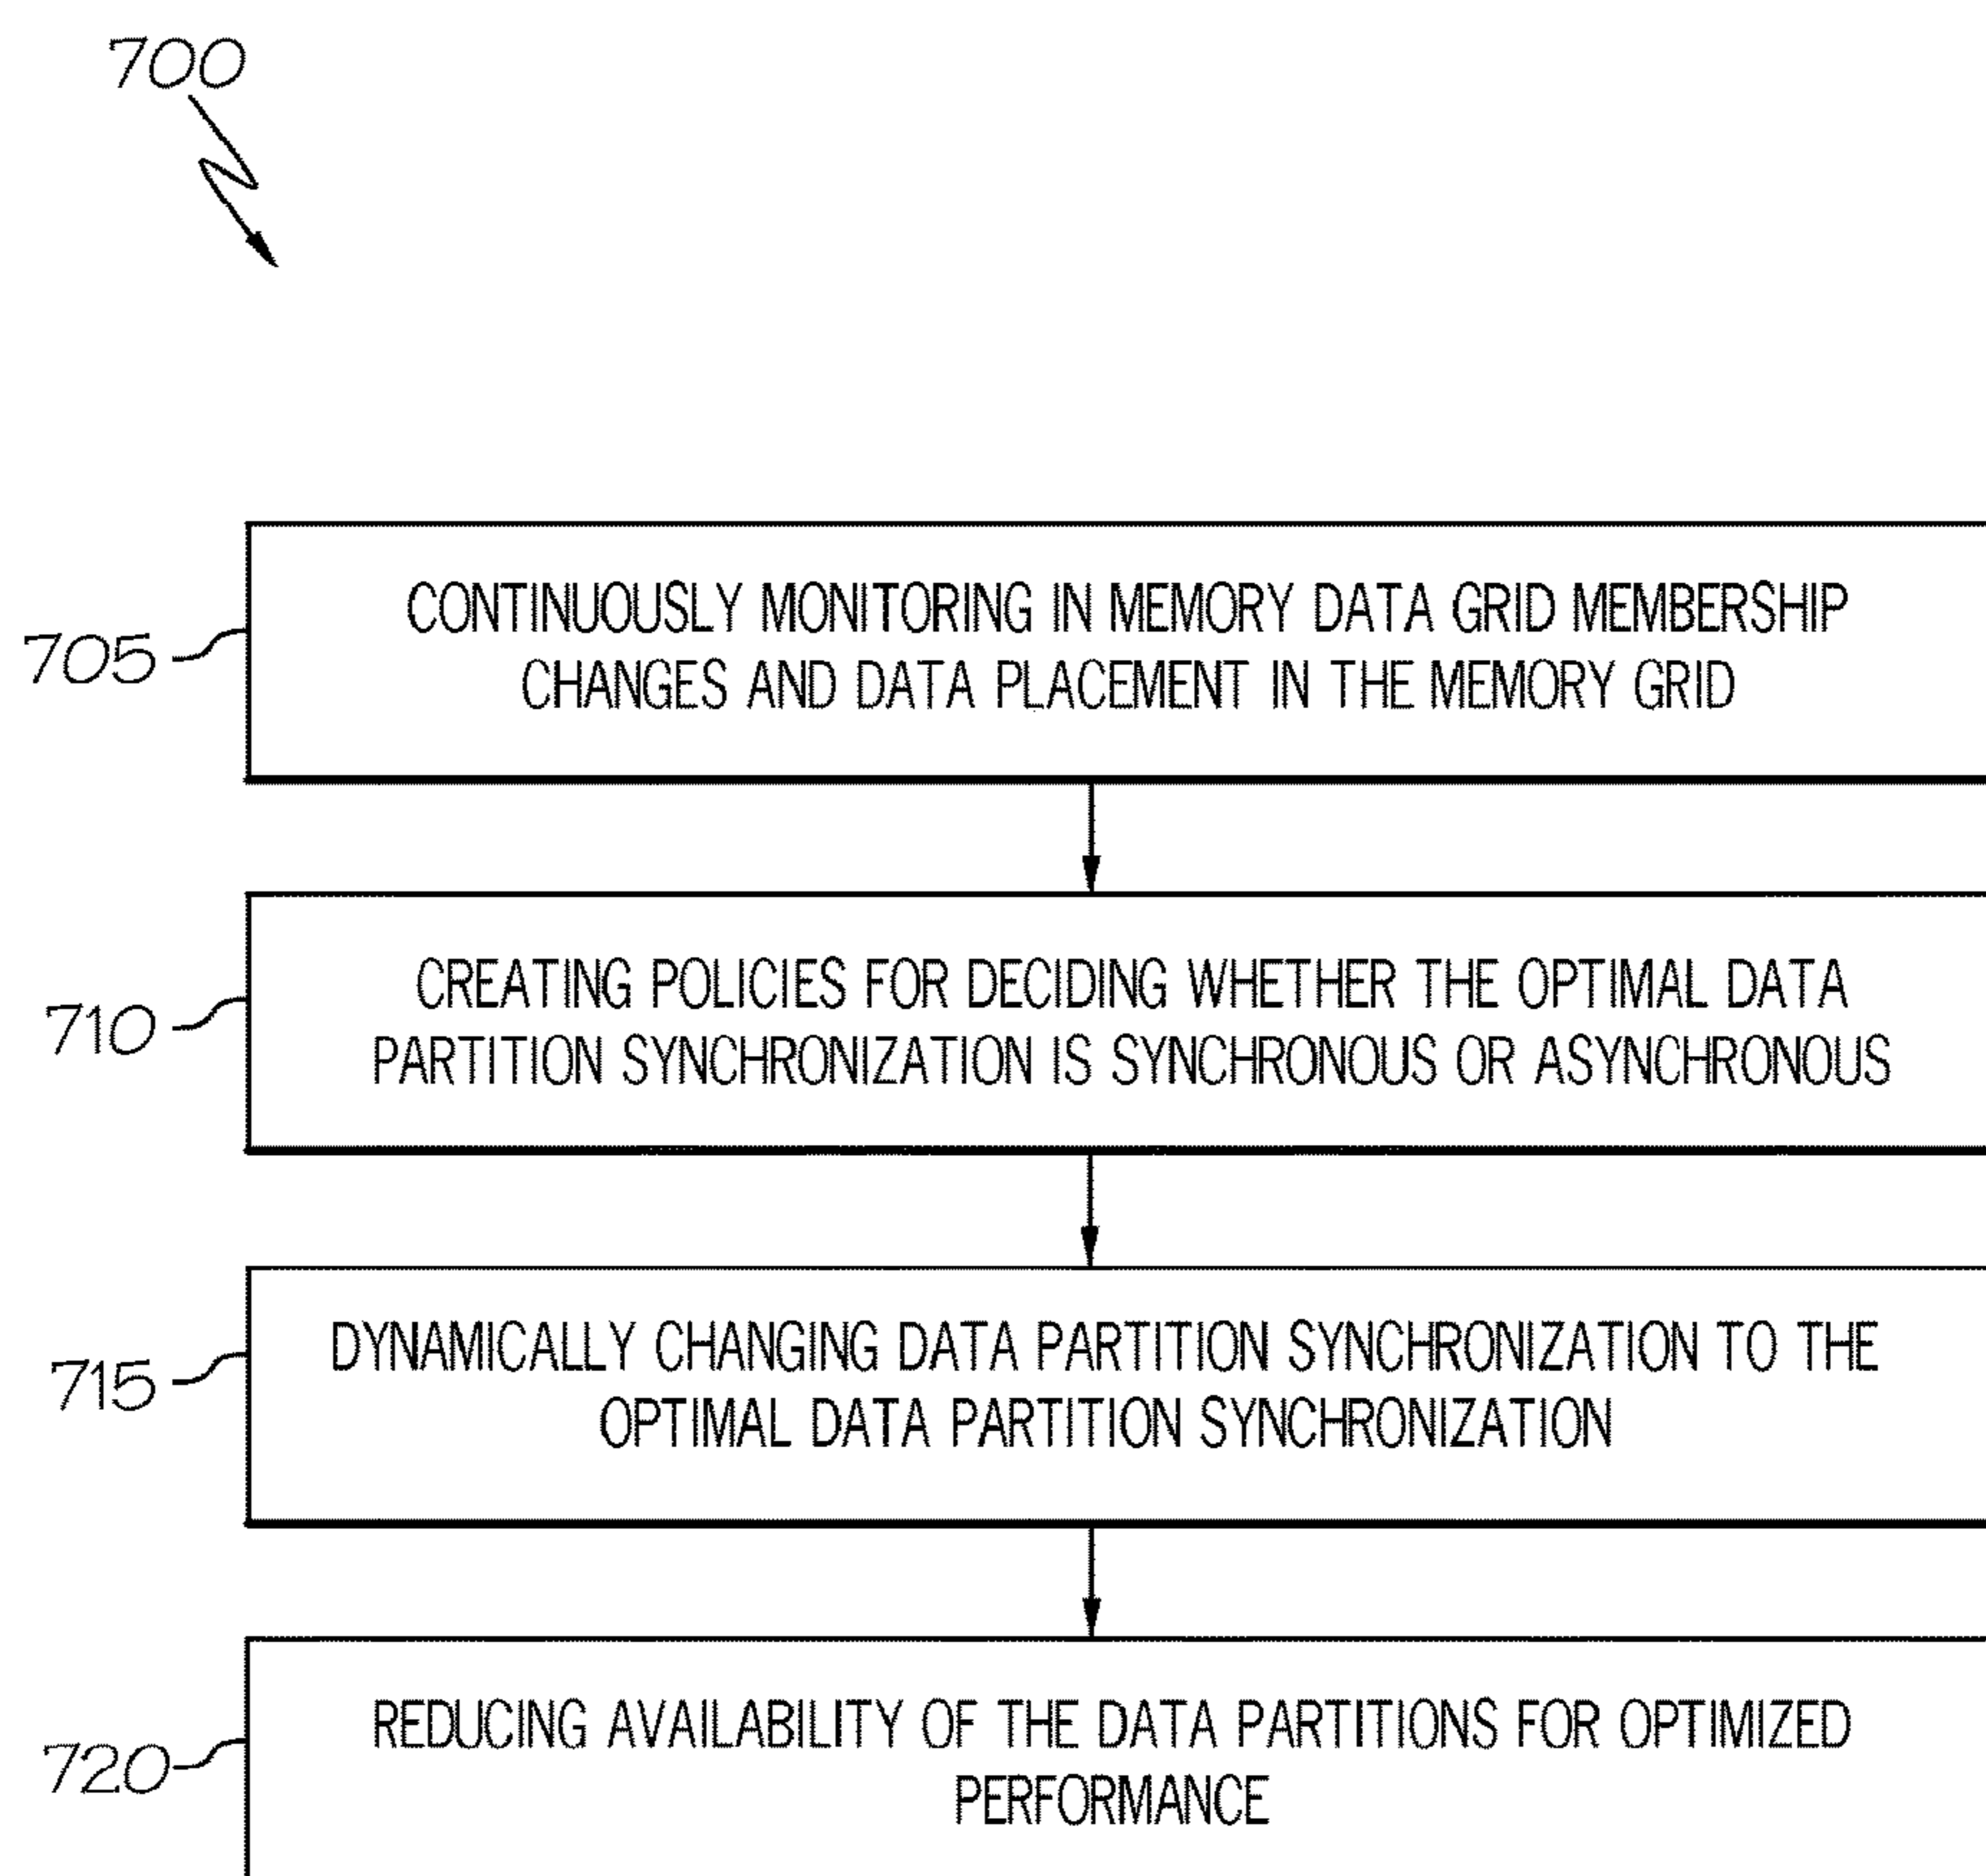 700
705
CONTINUOUSLY MONITORING IN MEMORY DATA GRID MEMBERSHIP
CHANGES AND DATA PLACEMENT IN THE MEMORY GRID
710
CREATING POLICIES FOR DECIDING WHETHER THE OPTIMAL DATA
PARTITION SYNCHRONIZATION IS SYNCHRONOUS OR ASYNCHRONOUS
715
DYNAMICALLY CHANGING DATA PARTITION SYNCHRONIZATION TO THE
OPTIMAL DATA PARTITION SYNCHRONIZATION
720
REDUCING AVAILABILITY OF THE DATA PARTITIONS FOR OPTIMIZED
PERFORMANCE